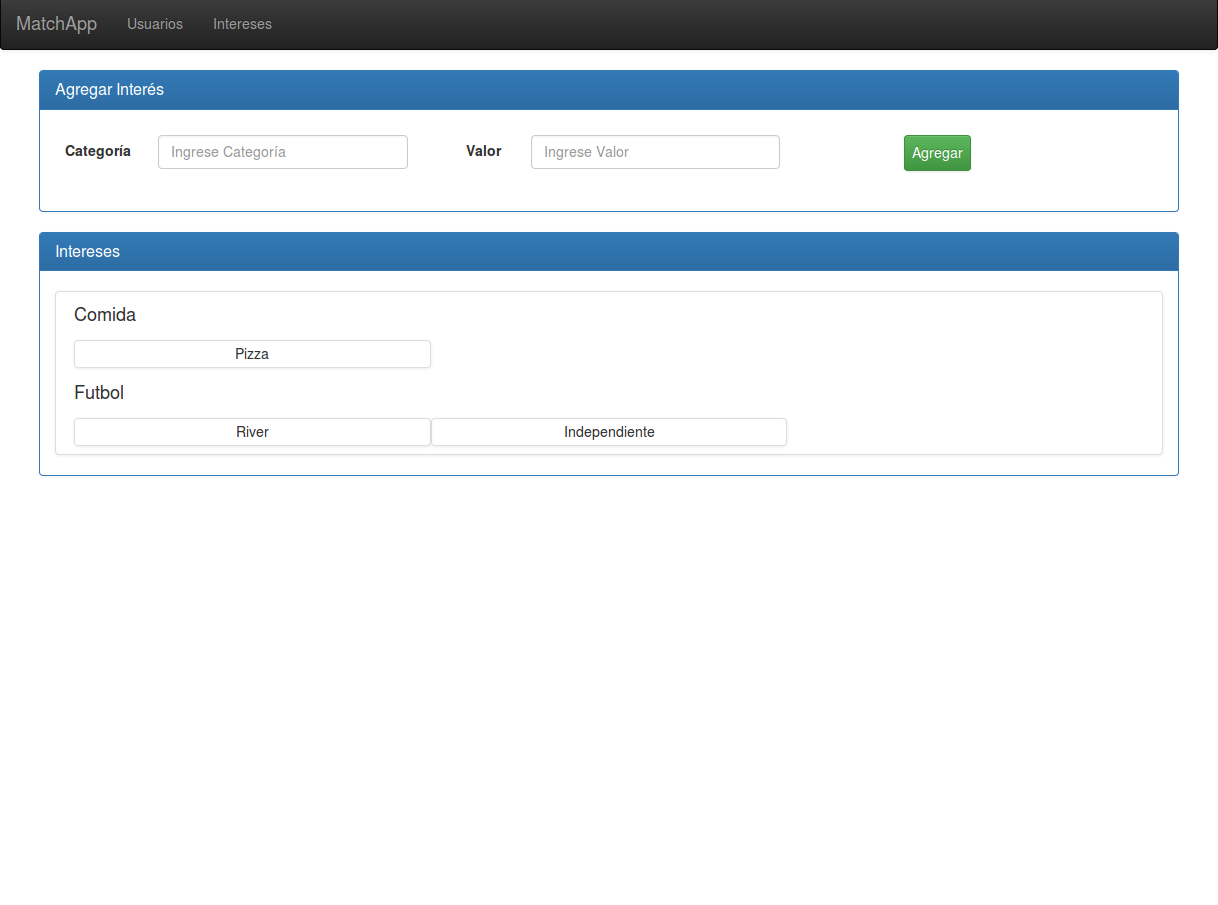 MatchApp Usuarios Intereses
Agregar Interés
Categoría Ingrese Categoría Valor Ingrese Valor Agregar
Intereses
Comida
Pizza
Futbol
River Independiente